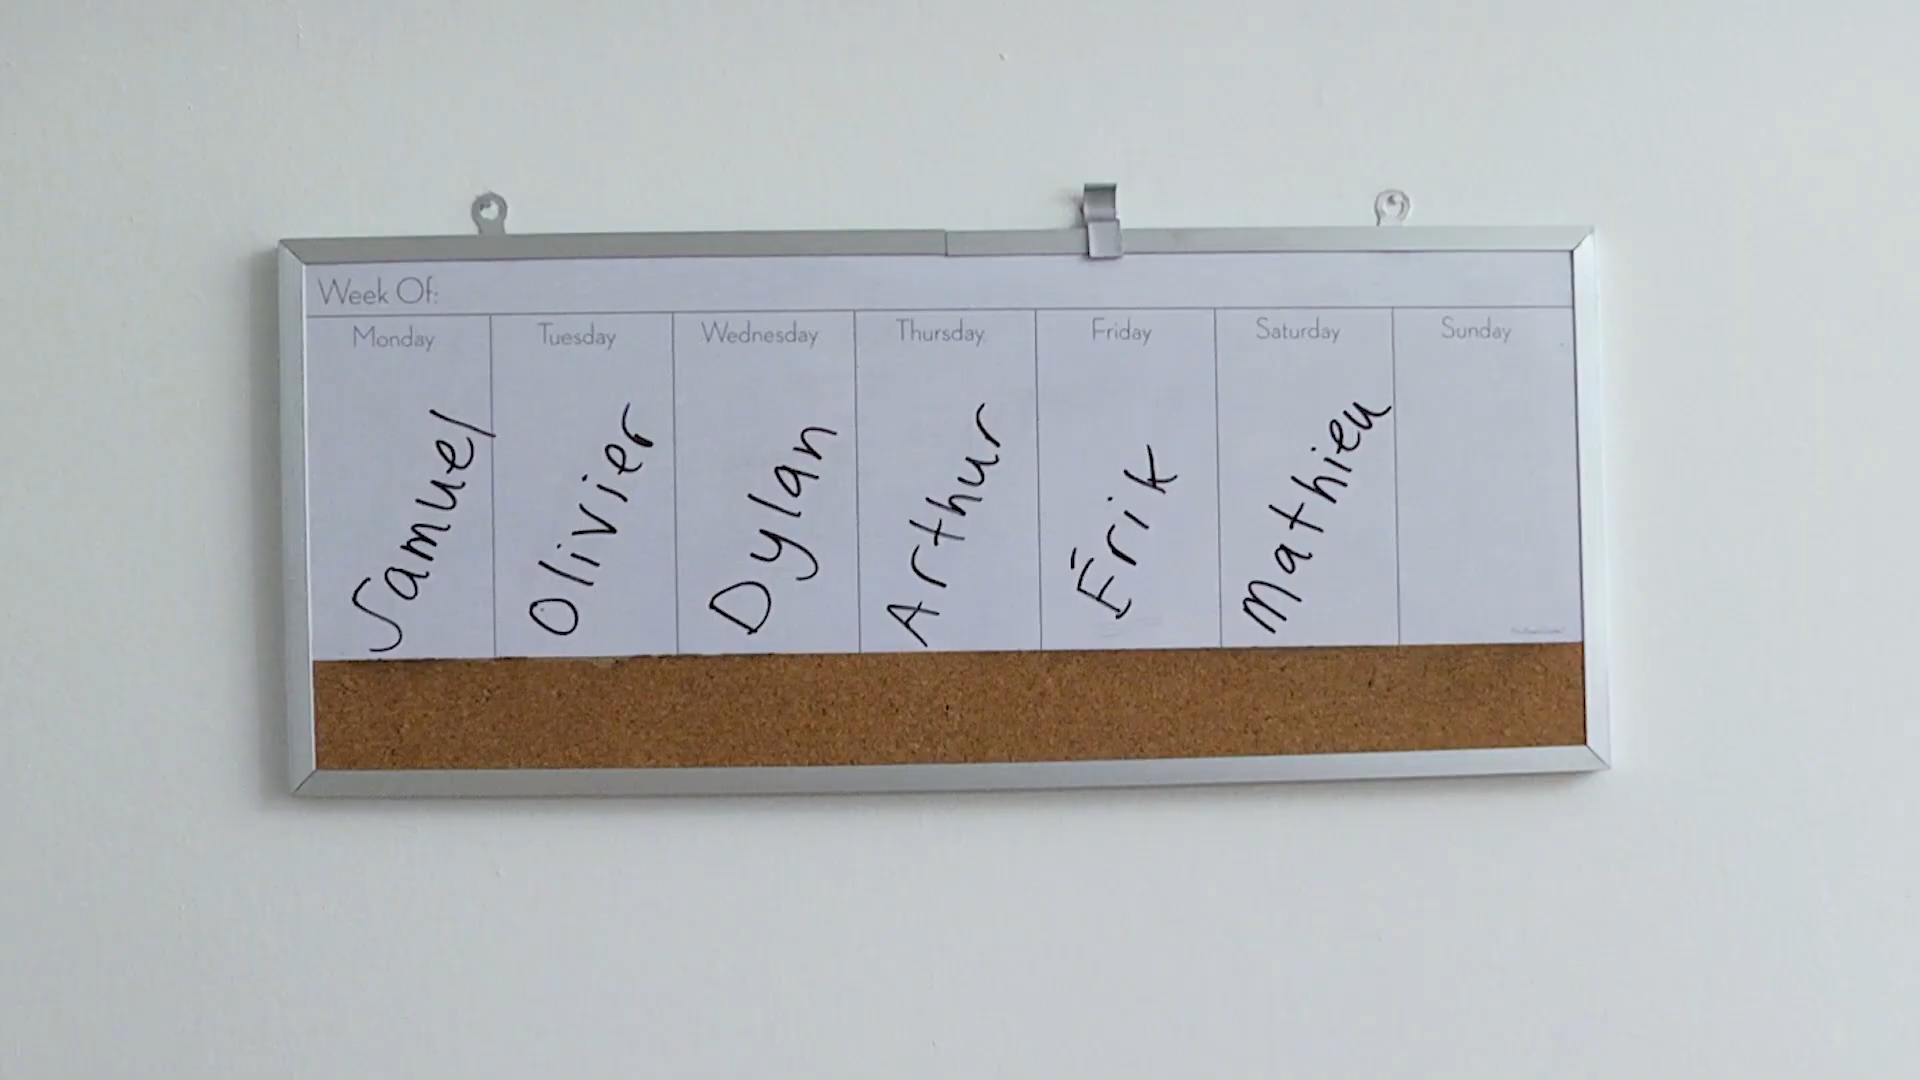 Week Of:
Monday Tuesday Wednesday Thursday Friday Saturday Sunday
Samuel Olivier Dylan Arthur Érik Mathieu